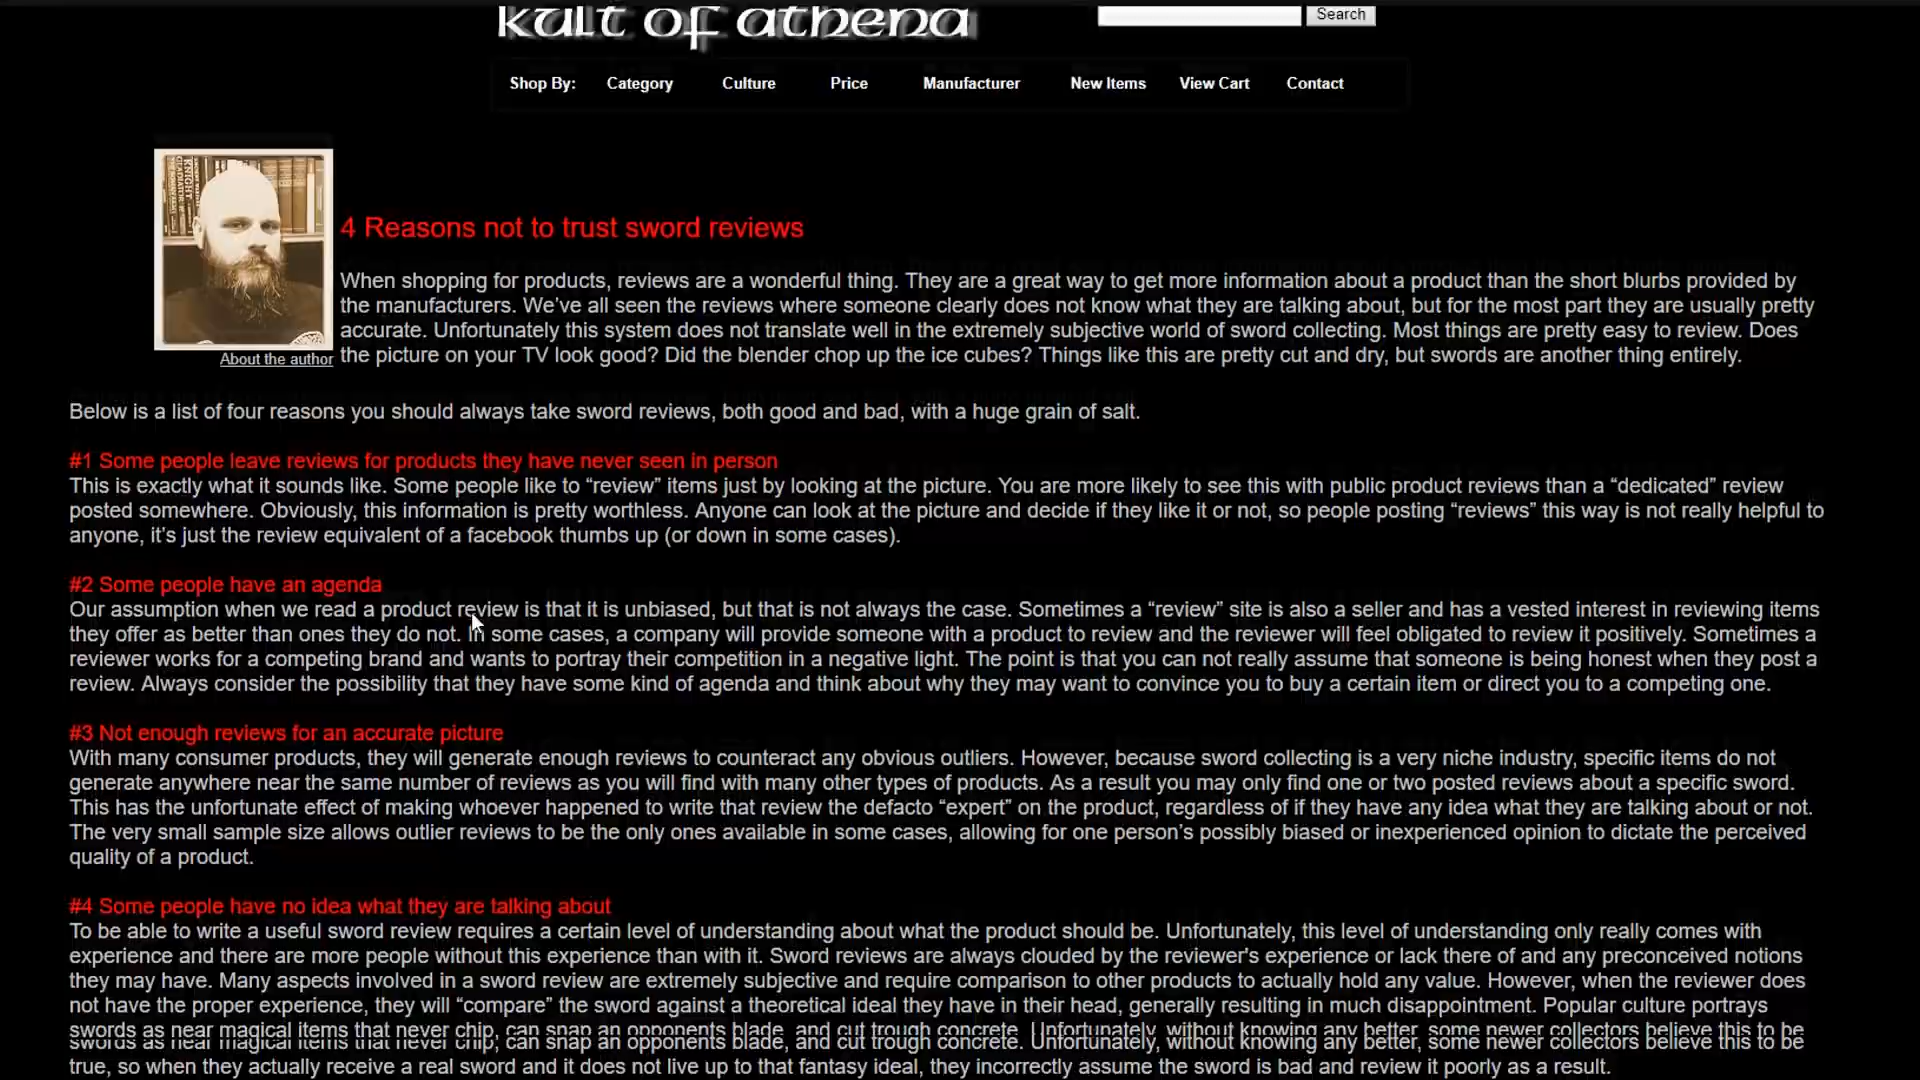 kult of athena
Search
Shop By: Category Culture Price Manufacturer New Items View Cart Contact
KNIGHT
GLADIATOR
4 Reasons not to trust sword reviews
When shopping for products, reviews are a wonderful thing. They are a great way to get more information about a product than the short blurbs provided by
the manufacturers. We’ve all seen the reviews where someone clearly does not know what they are talking about, but for the most part they are usually pretty
accurate. Unfortunately this system does not translate well in the extremely subjective world of sword collecting. Most things are pretty easy to review. Does
the picture on your TV look good? Did the blender chop up the ice cubes? Things like this are pretty cut and dry, but swords are another thing entirely.
About the author
Below is a list of four reasons you should always take sword reviews, both good and bad, with a huge grain of salt.
#1 Some people leave reviews for products they have never seen in person
This is exactly what it sounds like. Some people like to “review” items just by looking at the picture. You are more likely to see this with public product reviews than a “dedicated” review
posted somewhere. Obviously, this information is pretty worthless. Anyone can look at the picture and decide if they like it or not, so people posting “reviews” this way is not really helpful to
anyone, it’s just the review equivalent of a facebook thumbs up (or down in some cases).
#2 Some people have an agenda
Our assumption when we read a product review is that it is unbiased, but that is not always the case. Sometimes a “review” site is also a seller and has a vested interest in reviewing items
they offer as better than ones they do not. In some cases, a company will provide someone with a product to review and the reviewer will feel obligated to review it positively. Sometimes a
reviewer works for a competing brand and wants to portray their competition in a negative light. The point is that you can not really assume that someone is being honest when they post a
review. Always consider the possibility that they have some kind of agenda and think about why they may want to convince you to buy a certain item or direct you to a competing one.
#3 Not enough reviews for an accurate picture
With many consumer products, they will generate enough reviews to counteract any obvious outliers. However, because sword collecting is a very niche industry, specific items do not
generate anywhere near the same number of reviews as you will find with many other types of products. As a result you may only find one or two posted reviews about a specific sword.
This has the unfortunate effect of making whoever happened to write that review the defacto “expert” on the product, regardless of if they have any idea what they are talking about or not.
The very small sample size allows outlier reviews to be the only ones available in some cases, allowing for one person’s possibly biased or inexperienced opinion to dictate the perceived
quality of a product.
#4 Some people have no idea what they are talking about
To be able to write a useful sword review requires a certain level of understanding about what the product should be. Unfortunately, this level of understanding only really comes with
experience and there are more people without this experience than with it. Sword reviews are always clouded by the reviewer's experience or lack there of and any preconceived notions
they may have. Many aspects involved in a sword review are extremely subjective and require comparison to other products to actually hold any value. However, when the reviewer does
not have the proper experience, they will “compare” the sword against a theoretical ideal they have in their head, generally resulting in much disappointment. Popular culture portrays
swords as near magical items that never chip, can snap an opponents blade, and cut trough concrete. Unfortunately, without knowing any better, some newer collectors believe this to be
true, so when they actually receive a real sword and it does not live up to that fantasy ideal, they incorrectly assume the sword is bad and review it poorly as a result.